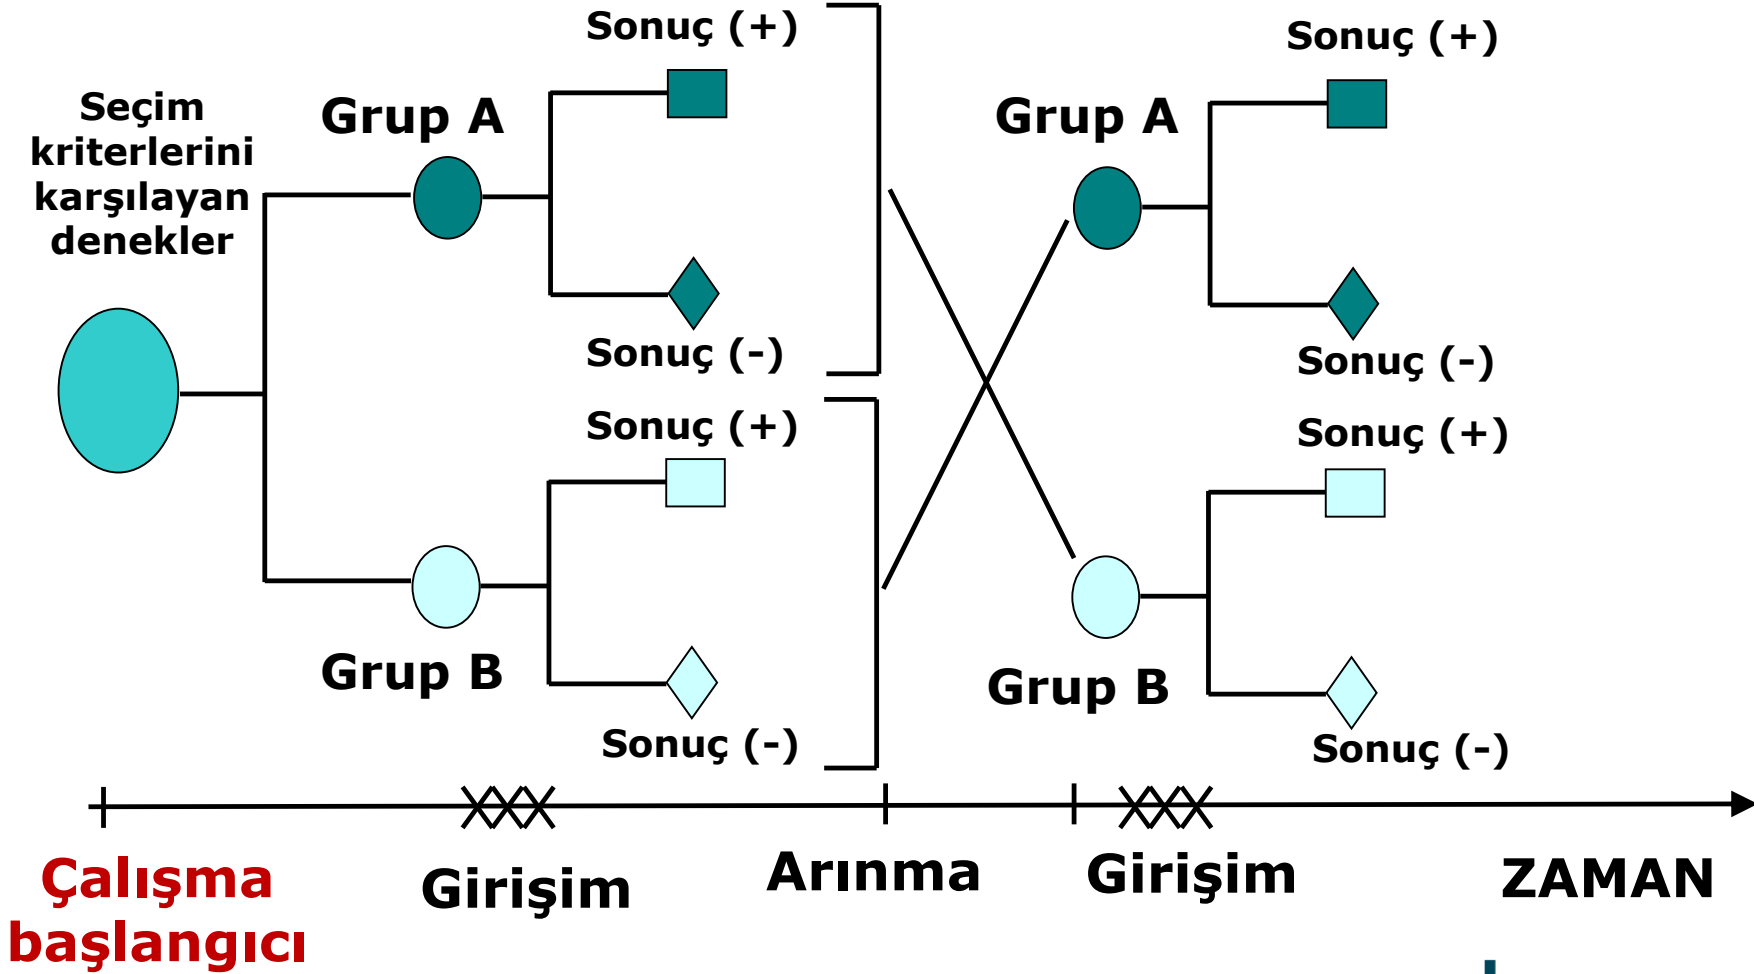 Seçim
kriterlerini
karşılayan
denekler
Grup A
Sonuç (+)
Sonuç (-)
Sonuç (+)
Grup B
Sonuç (-)
Grup A
Sonuç (+)
Sonuç (-)
Sonuç (+)
Grup B
Sonuç (-)
Çalışma
başlangıcı
Girişim
Arınma
Girişim
ZAMAN